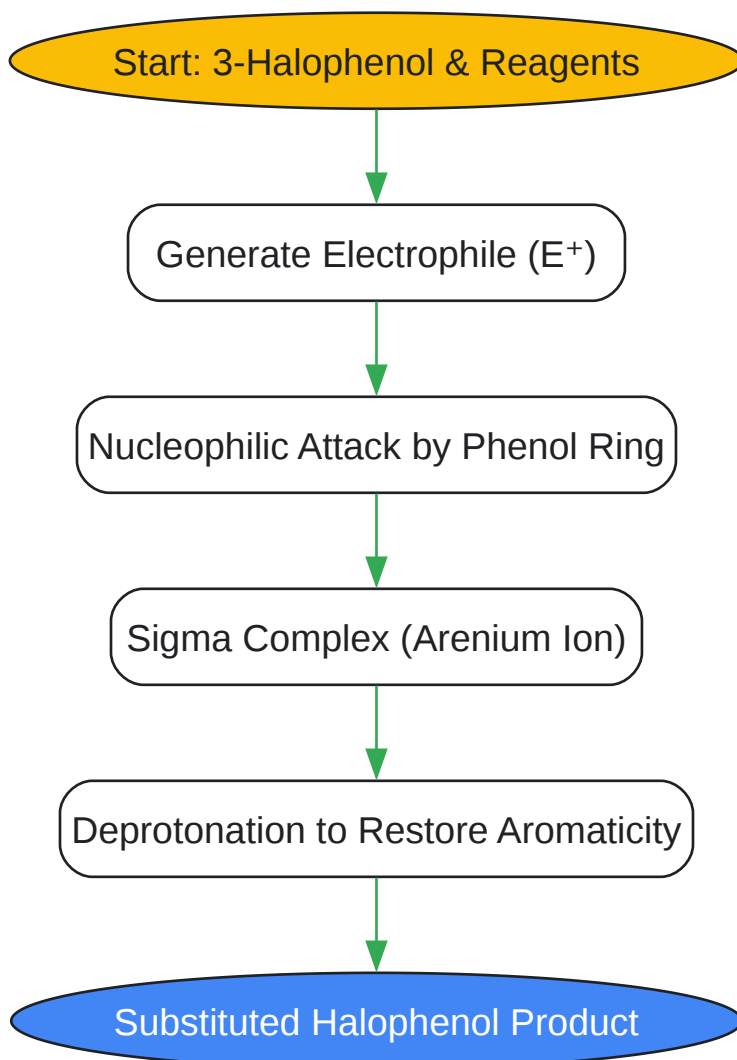 Start: 3-Halophenol & Reagents
Generate Electrophile (E⁺)
Nucleophilic Attack by Phenol Ring
Sigma Complex (Arenium Ion)
Deprotonation to Restore Aromaticity
Substituted Halophenol Product